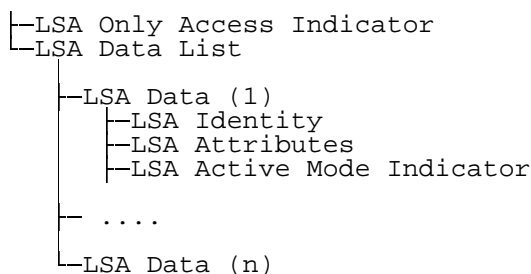 LSA Only Access Indicator
LSA Data List
LSA Data (1)
LSA Identity
LSA Attributes
LSA Active Mode Indicator
....
LSA Data (n)